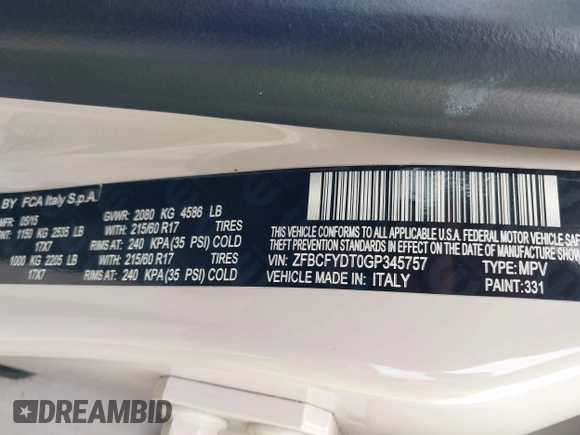 BY FCA Italy S.p.A.
MFR: 05/15 GVWR: 2080 KG 4586 LB
1150 KG 2535 LB WITH: 215/60 R17 TIRES
17X7 RIMS AT: 240 KPA(35 PSI) COLD
1000 KG 2205 LB WITH: 215/60 R17 TIRES
17X7 RIMS AT: 240 KPA(35 PSI) COLD
THIS VEHICLE CONFORMS TO ALL APPLICABLE U.S.A. FEDERAL MOTOR VEHICLE
STANDARDS IN EFFECT ON THE DATE OF MANUFACTURE SHOW
VIN: ZFBCFYDT0GP345757 TYPE: MPV
VEHICLE MADE IN: ITALY PAINT: 331
DREAMBID